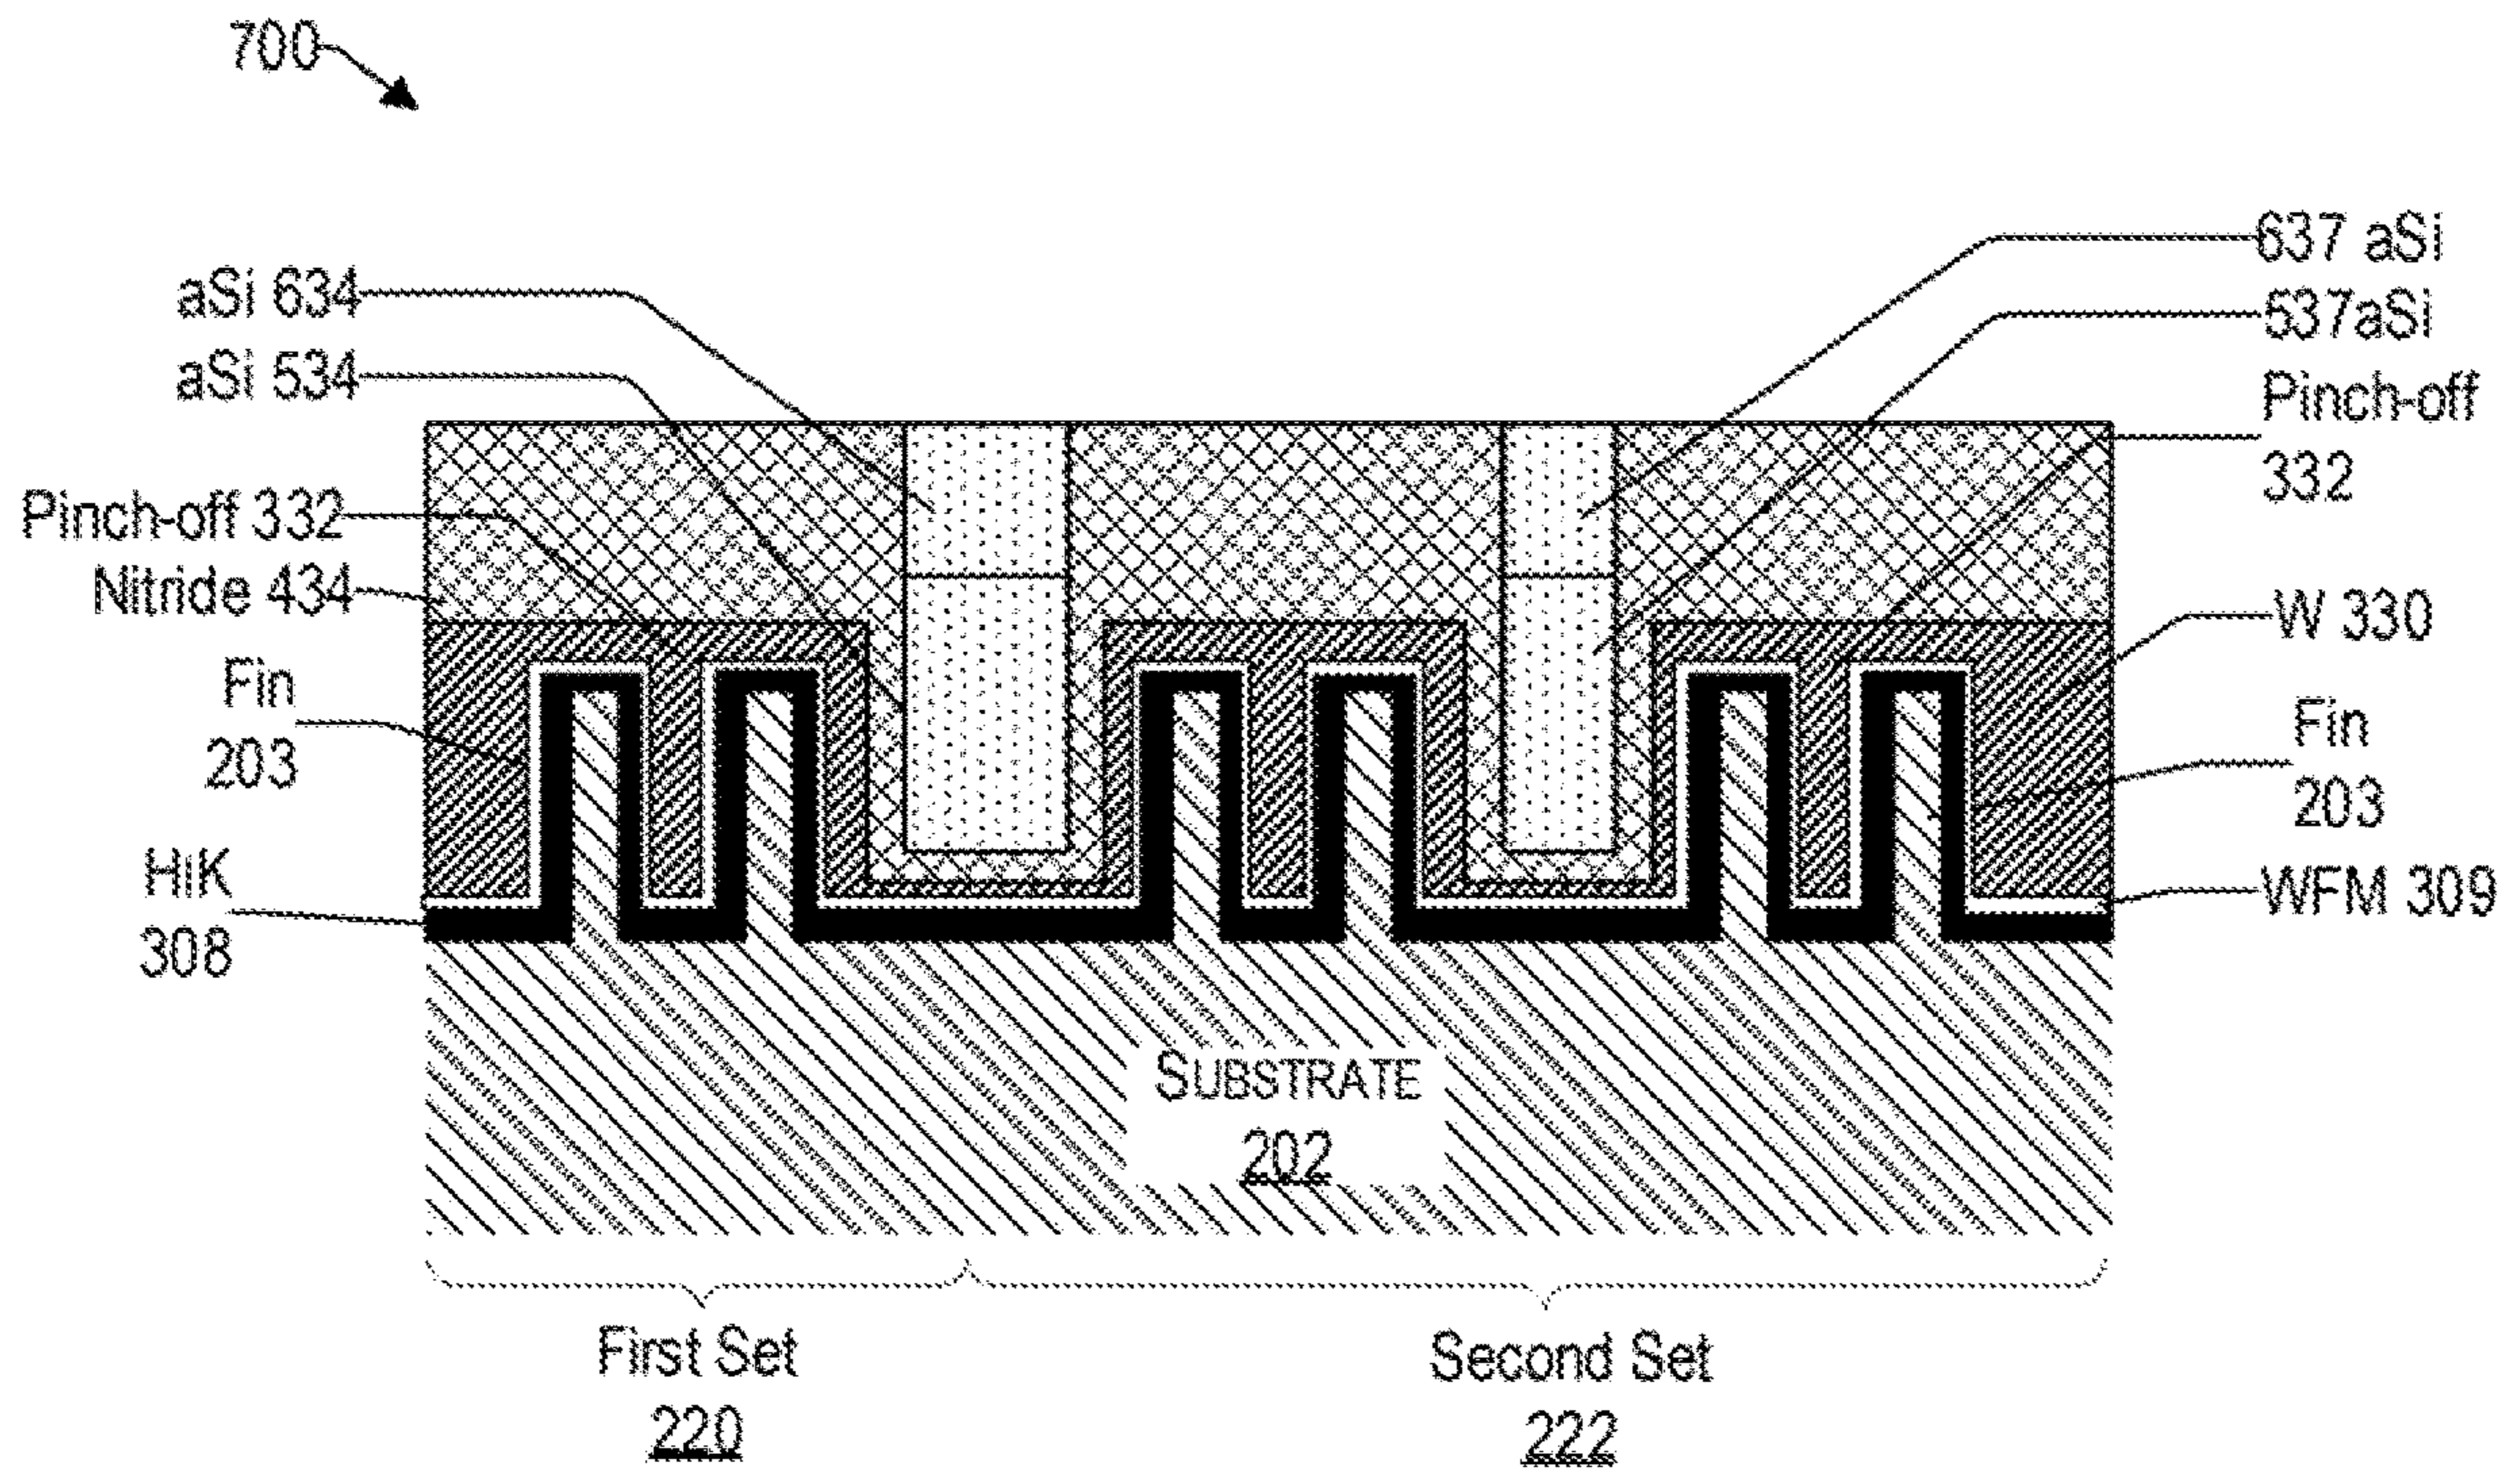 700
637 aSi
aSi 634
537aSi
aSi 534
Pinch-off
332
Pinch-off 332
Nitride 434
W 330
Fin
203
Fin
203
HiK
308
WFM 309
SUBSTRATE
202
First Set
220
Second Set
222